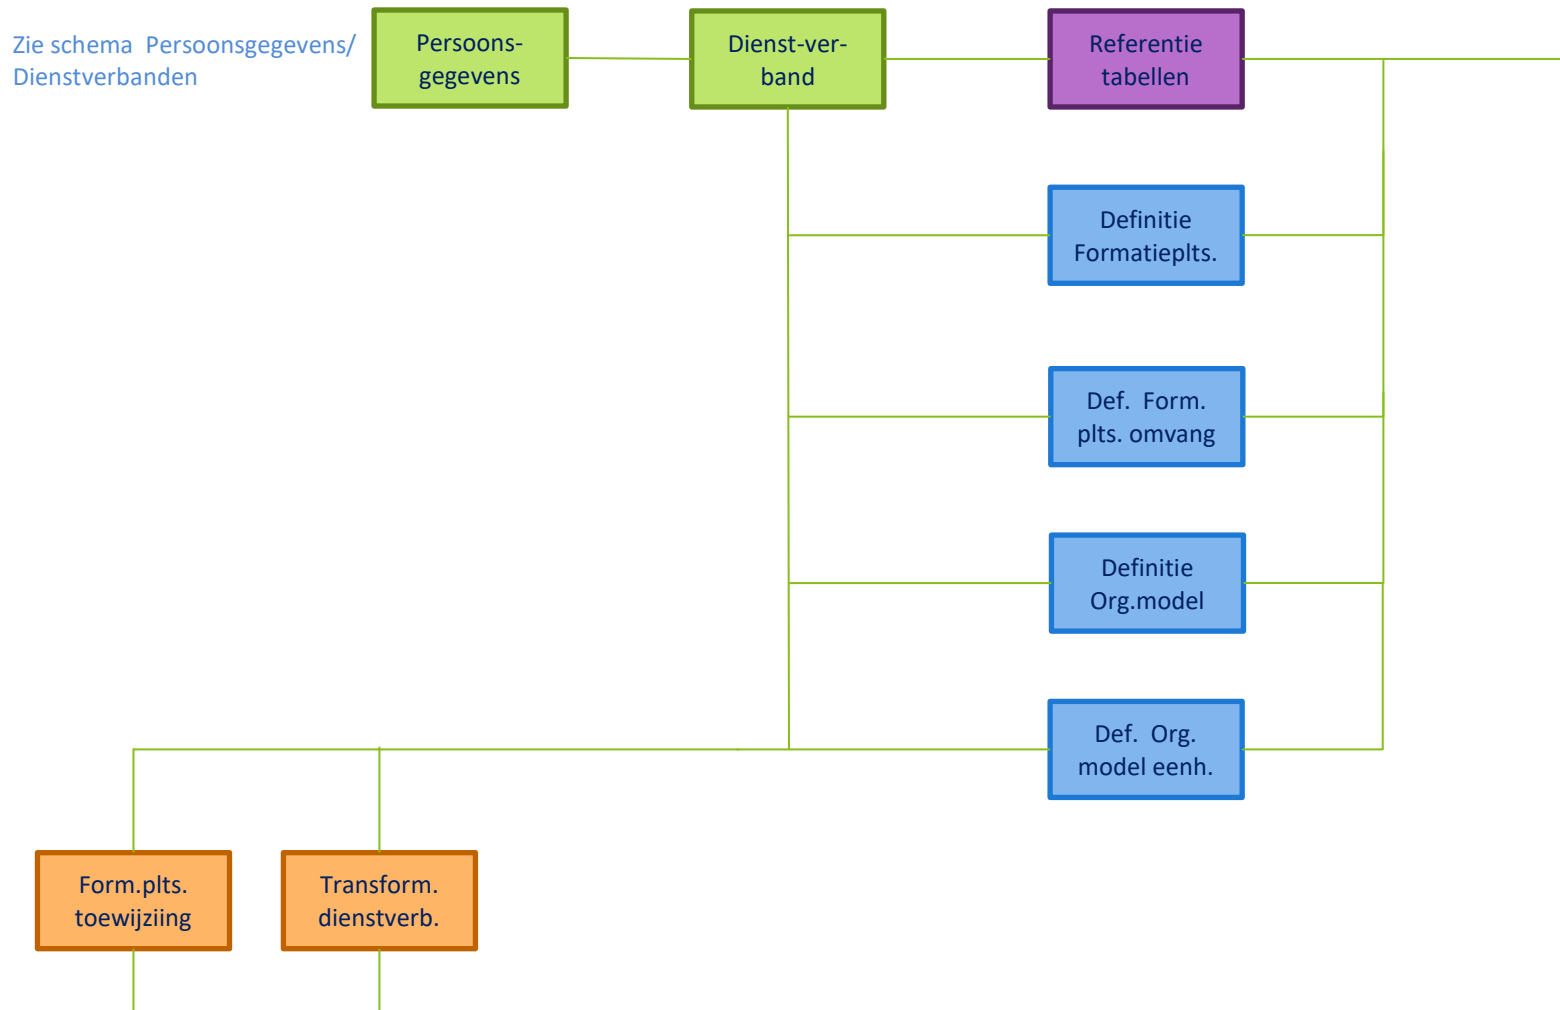 Zie schema  Persoonsgegevens/
Dienstverbanden
Persoons-
gegevens
Dienst-ver-
band
Referentie
tabellen
Definitie
Formatieplts.
Def.  Form.
plts. omvang
Definitie
Org.model
Def.  Org.
model eenh.
Form.plts.
toewijziing
Transform.
dienstverb.